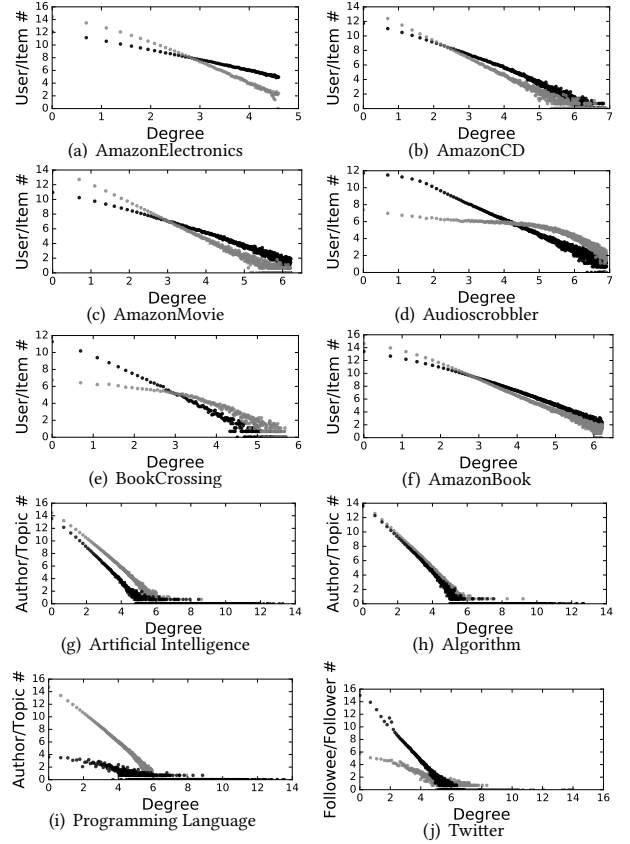 16
14
12
10
8
6
4
2
0
User/Item #
0 1 2 3 4 5
Degree
(a) AmazonElectronics
14
12
10
8
6
4
2
0
User/Item #
0 1 2 3 4 5 6 7
Degree
(b) AmazonCD
14
12
10
8
6
4
2
0
User/Item #
0 1 2 3 4 5 6
Degree
(c) AmazonMovie
12
10
8
6
4
2
0
User/Item #
0 1 2 3 4 5 6 7
Degree
(d) Audioscrobbler
12
10
8
6
4
2
0
User/Item #
0 1 2 3 4 5 6
Degree
(e) BookCrossing
16
14
12
10
8
6
4
2
0
User/Item #
0 1 2 3 4 5 6
Degree
(f) AmazonBook
16
14
12
10
8
6
4
2
0
Author/Topic #
0 2 4 6 8 10 12 14
Degree
(g) Artificial Intelligence
14
12
10
8
6
4
2
0
Author/Topic #
0 2 4 6 8 10 12 14
Degree
(h) Algorithm
16
14
12
10
8
6
4
2
0
Author/Topic #
0 2 4 6 8 10 12 14
Degree
(i) Programming Language
16
14
12
10
8
6
4
2
0
Followee/Follower #
0 2 4 6 8 10 12 14 16
Degree
(j) Twitter